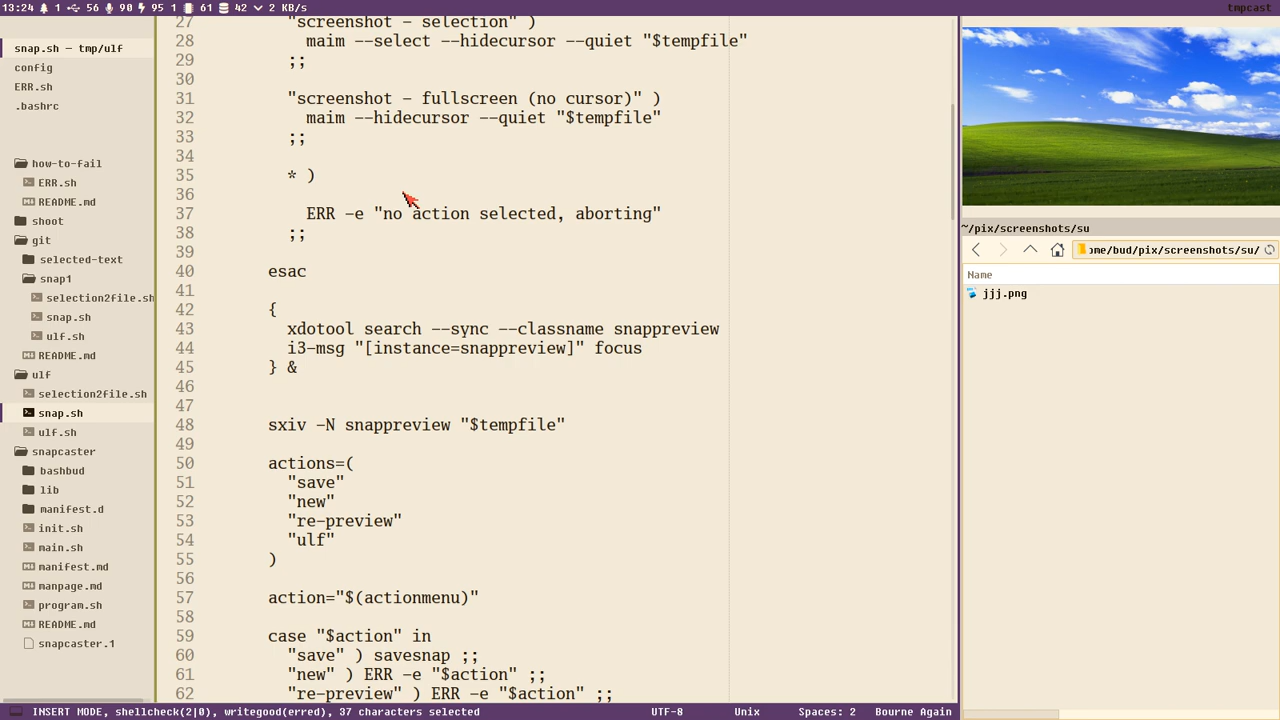 13:24 1 56 90 95 1 61 42 2 KB/s
tmpcast
snap.sh — tmp/ulf
config
ERR.sh
.bashrc
how-to-fail
ERR.sh
README.md
shoot
git
selected-text
snap1
selection2file.sh
snap.sh
ulf.sh
README.md
ulf
selection2file.sh
snap.sh
ulf.sh
snapcaster
bashbud
lib
manifest.d
init.sh
main.sh
manifest.md
manpage.md
program.sh
README.md
snapcaster.1
27 "screenshot - selection" )
28 maim --select --hidecursor --quiet "$tempfile"
29 ;;
30
31 "screenshot - fullscreen (no cursor)" )
32 maim --hidecursor --quiet "$tempfile"
33 ;;
34
35 * )
36
37 ERR -e "no action selected, aborting"
38 ;;
39
40 esac
41
42 {
43 xdotool search --sync --classname snappreview
44 i3-msg "[instance=snappreview]" focus
45 } &
46
47
48 sxiv -N snappreview "$tempfile"
49
50 actions=(
51 "save"
52 "new"
53 "re-preview"
54 "ulf"
55 )
56
57 action="$(actionmenu)"
58
59 case "$action" in
60 "save" ) savesnap ;;
61 "new" ) ERR -e "$action" ;;
62 "re-preview" ) ERR -e "$action" ;;
~/pix/screenshots/su
ome/bud/pix/screenshots/su/
Name
jjj.png
INSERT MODE, shellcheck(2|0), writegood(erred), 37 characters selected
UTF-8 Unix Spaces: 2 Bourne Again